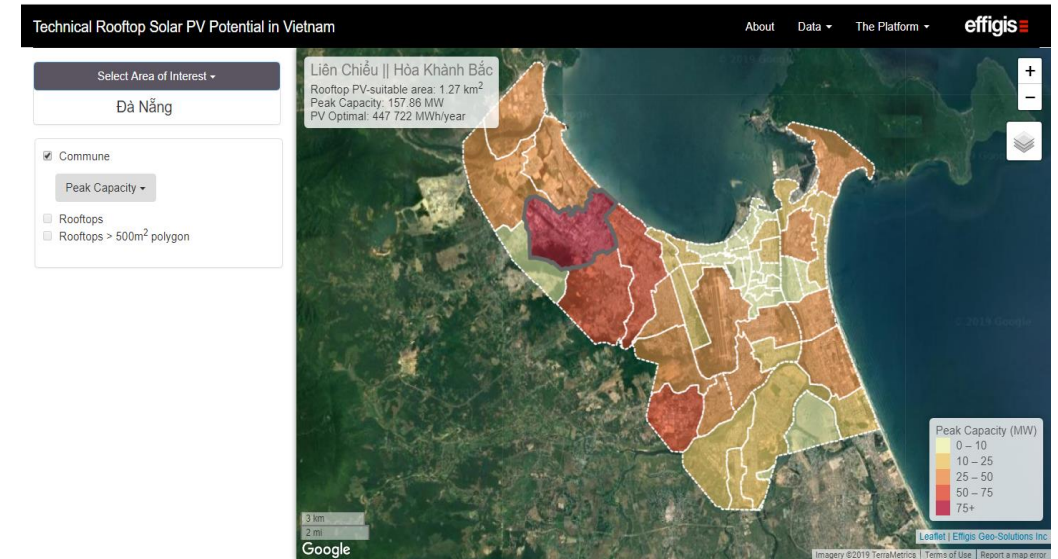 Technical Rooftop Solar PV Potential in Vietnam
About
Data
The Platform
effigis
Select Area of Interest
Đà Nẵng
Commune
Peak Capacity
Rooftops
Rooftops > 500m² polygon
Liên Chiểu || Hòa Khánh Bắc
Rooftop PV-suitable area: 1.27 km²
Peak Capacity: 157.86 MW
PV Optimal: 447 722 MWh/year
+
−
© 2019 Google
Peak Capacity (MW)
0 – 10
10 – 25
25 – 50
50 – 75
75+
3 km
2 mi
Google
Leaflet | Effigis Geo-Solutions Inc
Imagery ©2019 TerraMetrics | Terms of Use | Report a map error